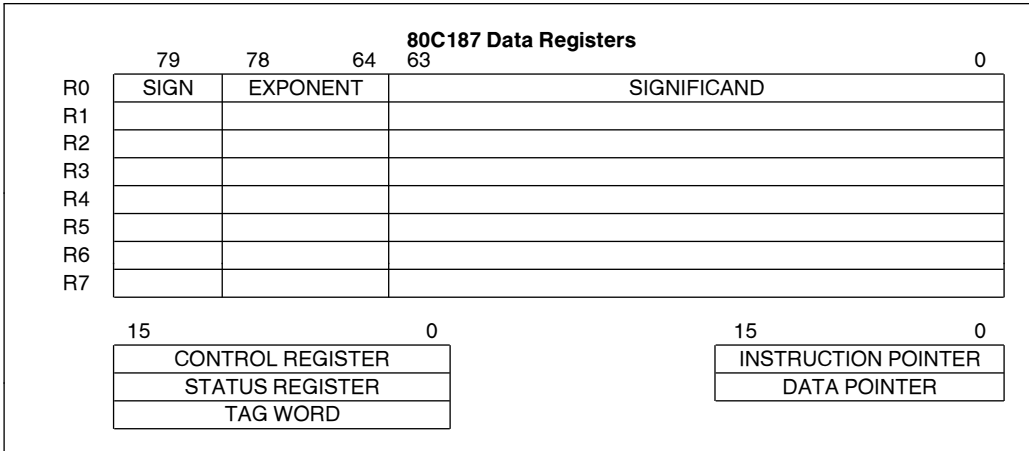 80C187 Data Registers
79 78 64 63 0
R0 SIGN EXPONENT SIGNIFICAND
R1
R2
R3
R4
R5
R6
R7
15 0 15 0
CONTROL REGISTER INSTRUCTION POINTER
STATUS REGISTER DATA POINTER
TAG WORD